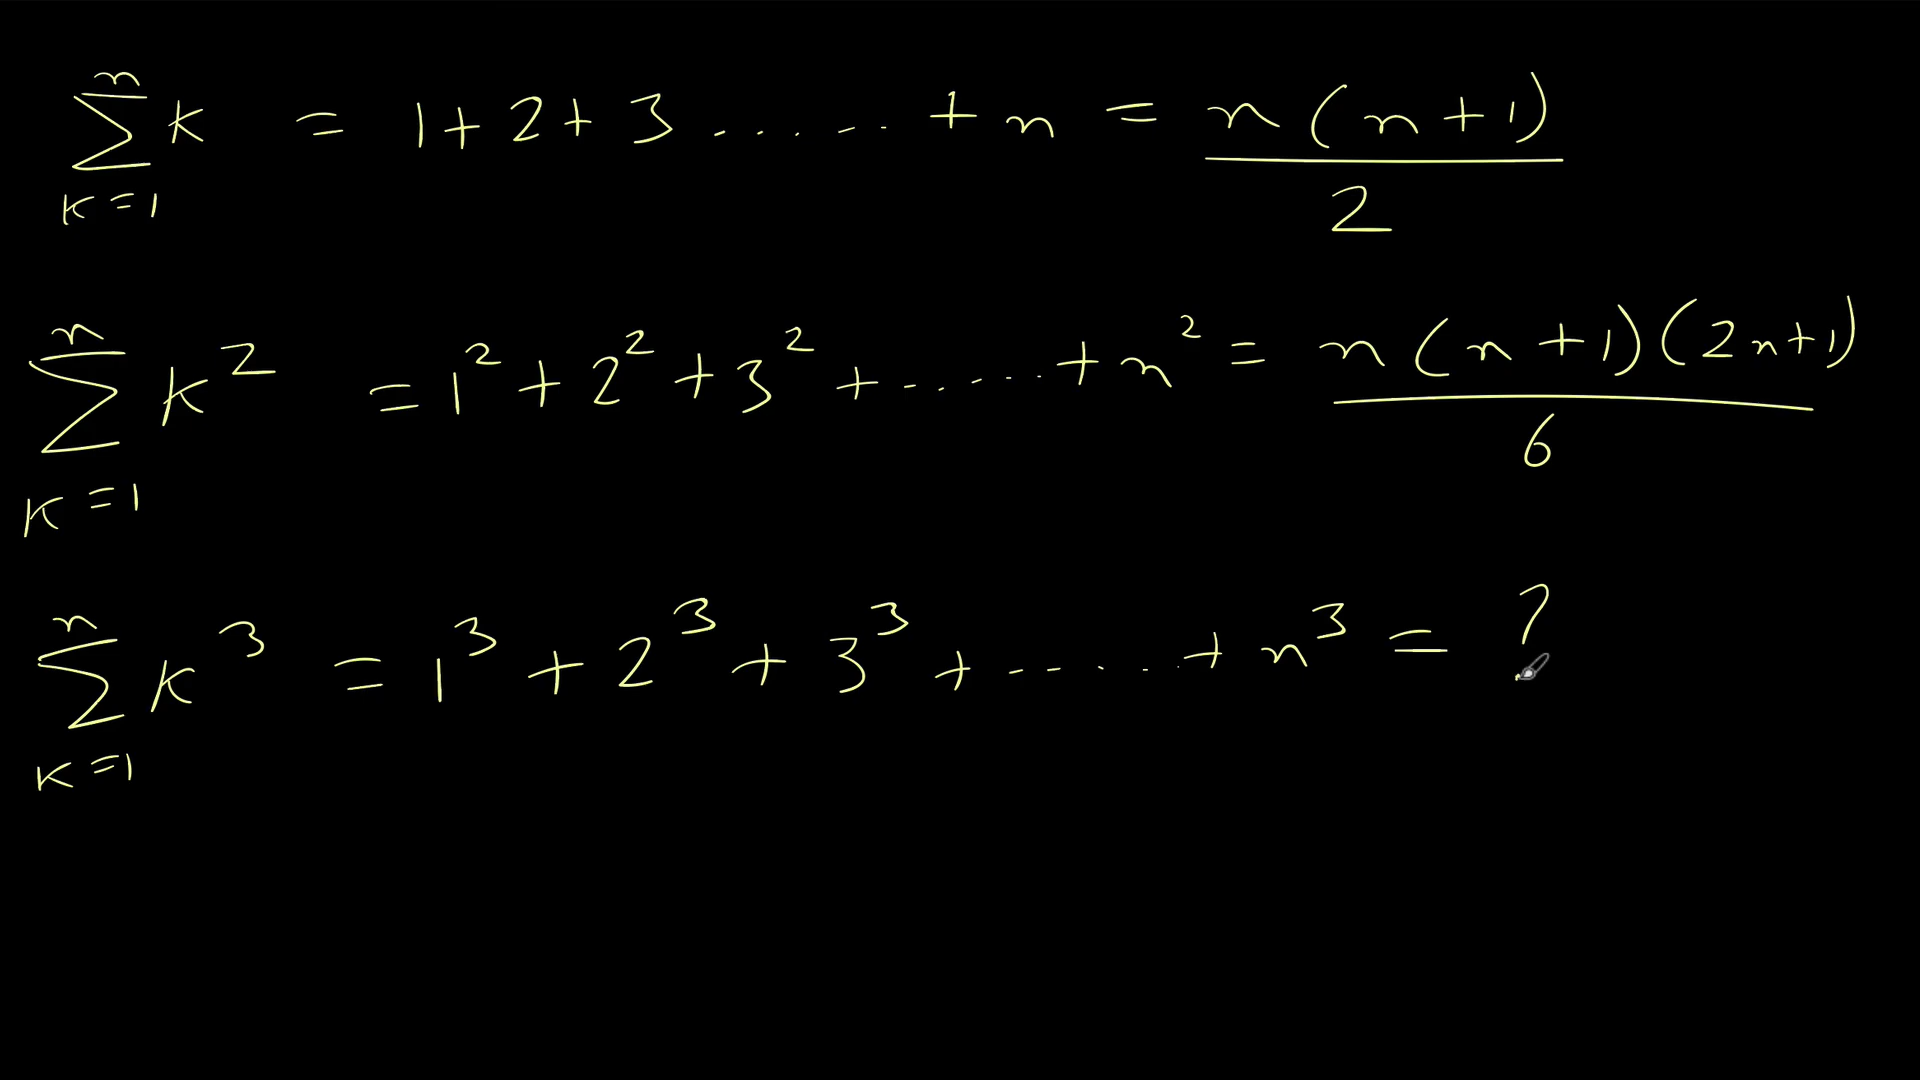 n
∑ k = 1 + 2 + 3 ....... + n = n(n+1)/2
k=1
n
∑ k² = 1² + 2² + 3² + ....... + n² = n(n+1)(2n+1)/6
k=1
n
∑ k³ = 1³ + 2³ + 3³ + ....... + n³ = ?
k=1